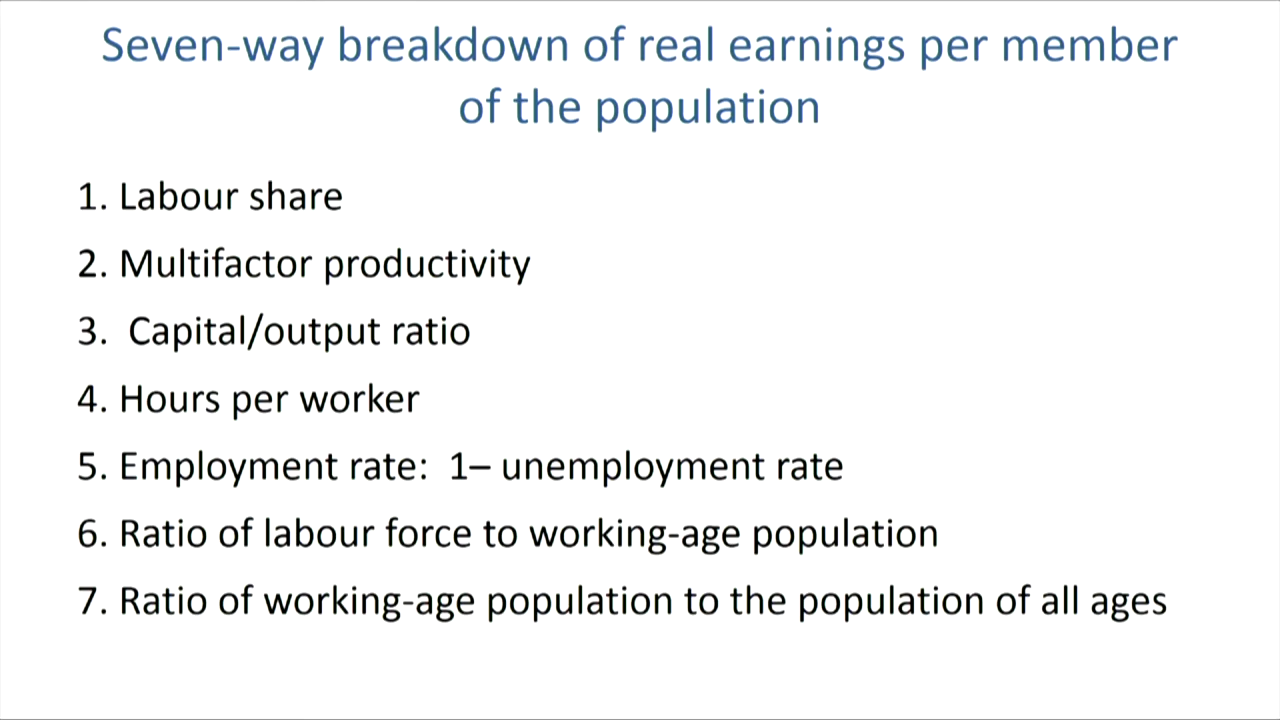 Seven-way breakdown of real earnings per member
of the population
1. Labour share
2. Multifactor productivity
3.  Capital/output ratio
4. Hours per worker
5. Employment rate:  1– unemployment rate
6. Ratio of labour force to working-age population
7. Ratio of working-age population to the population of all ages